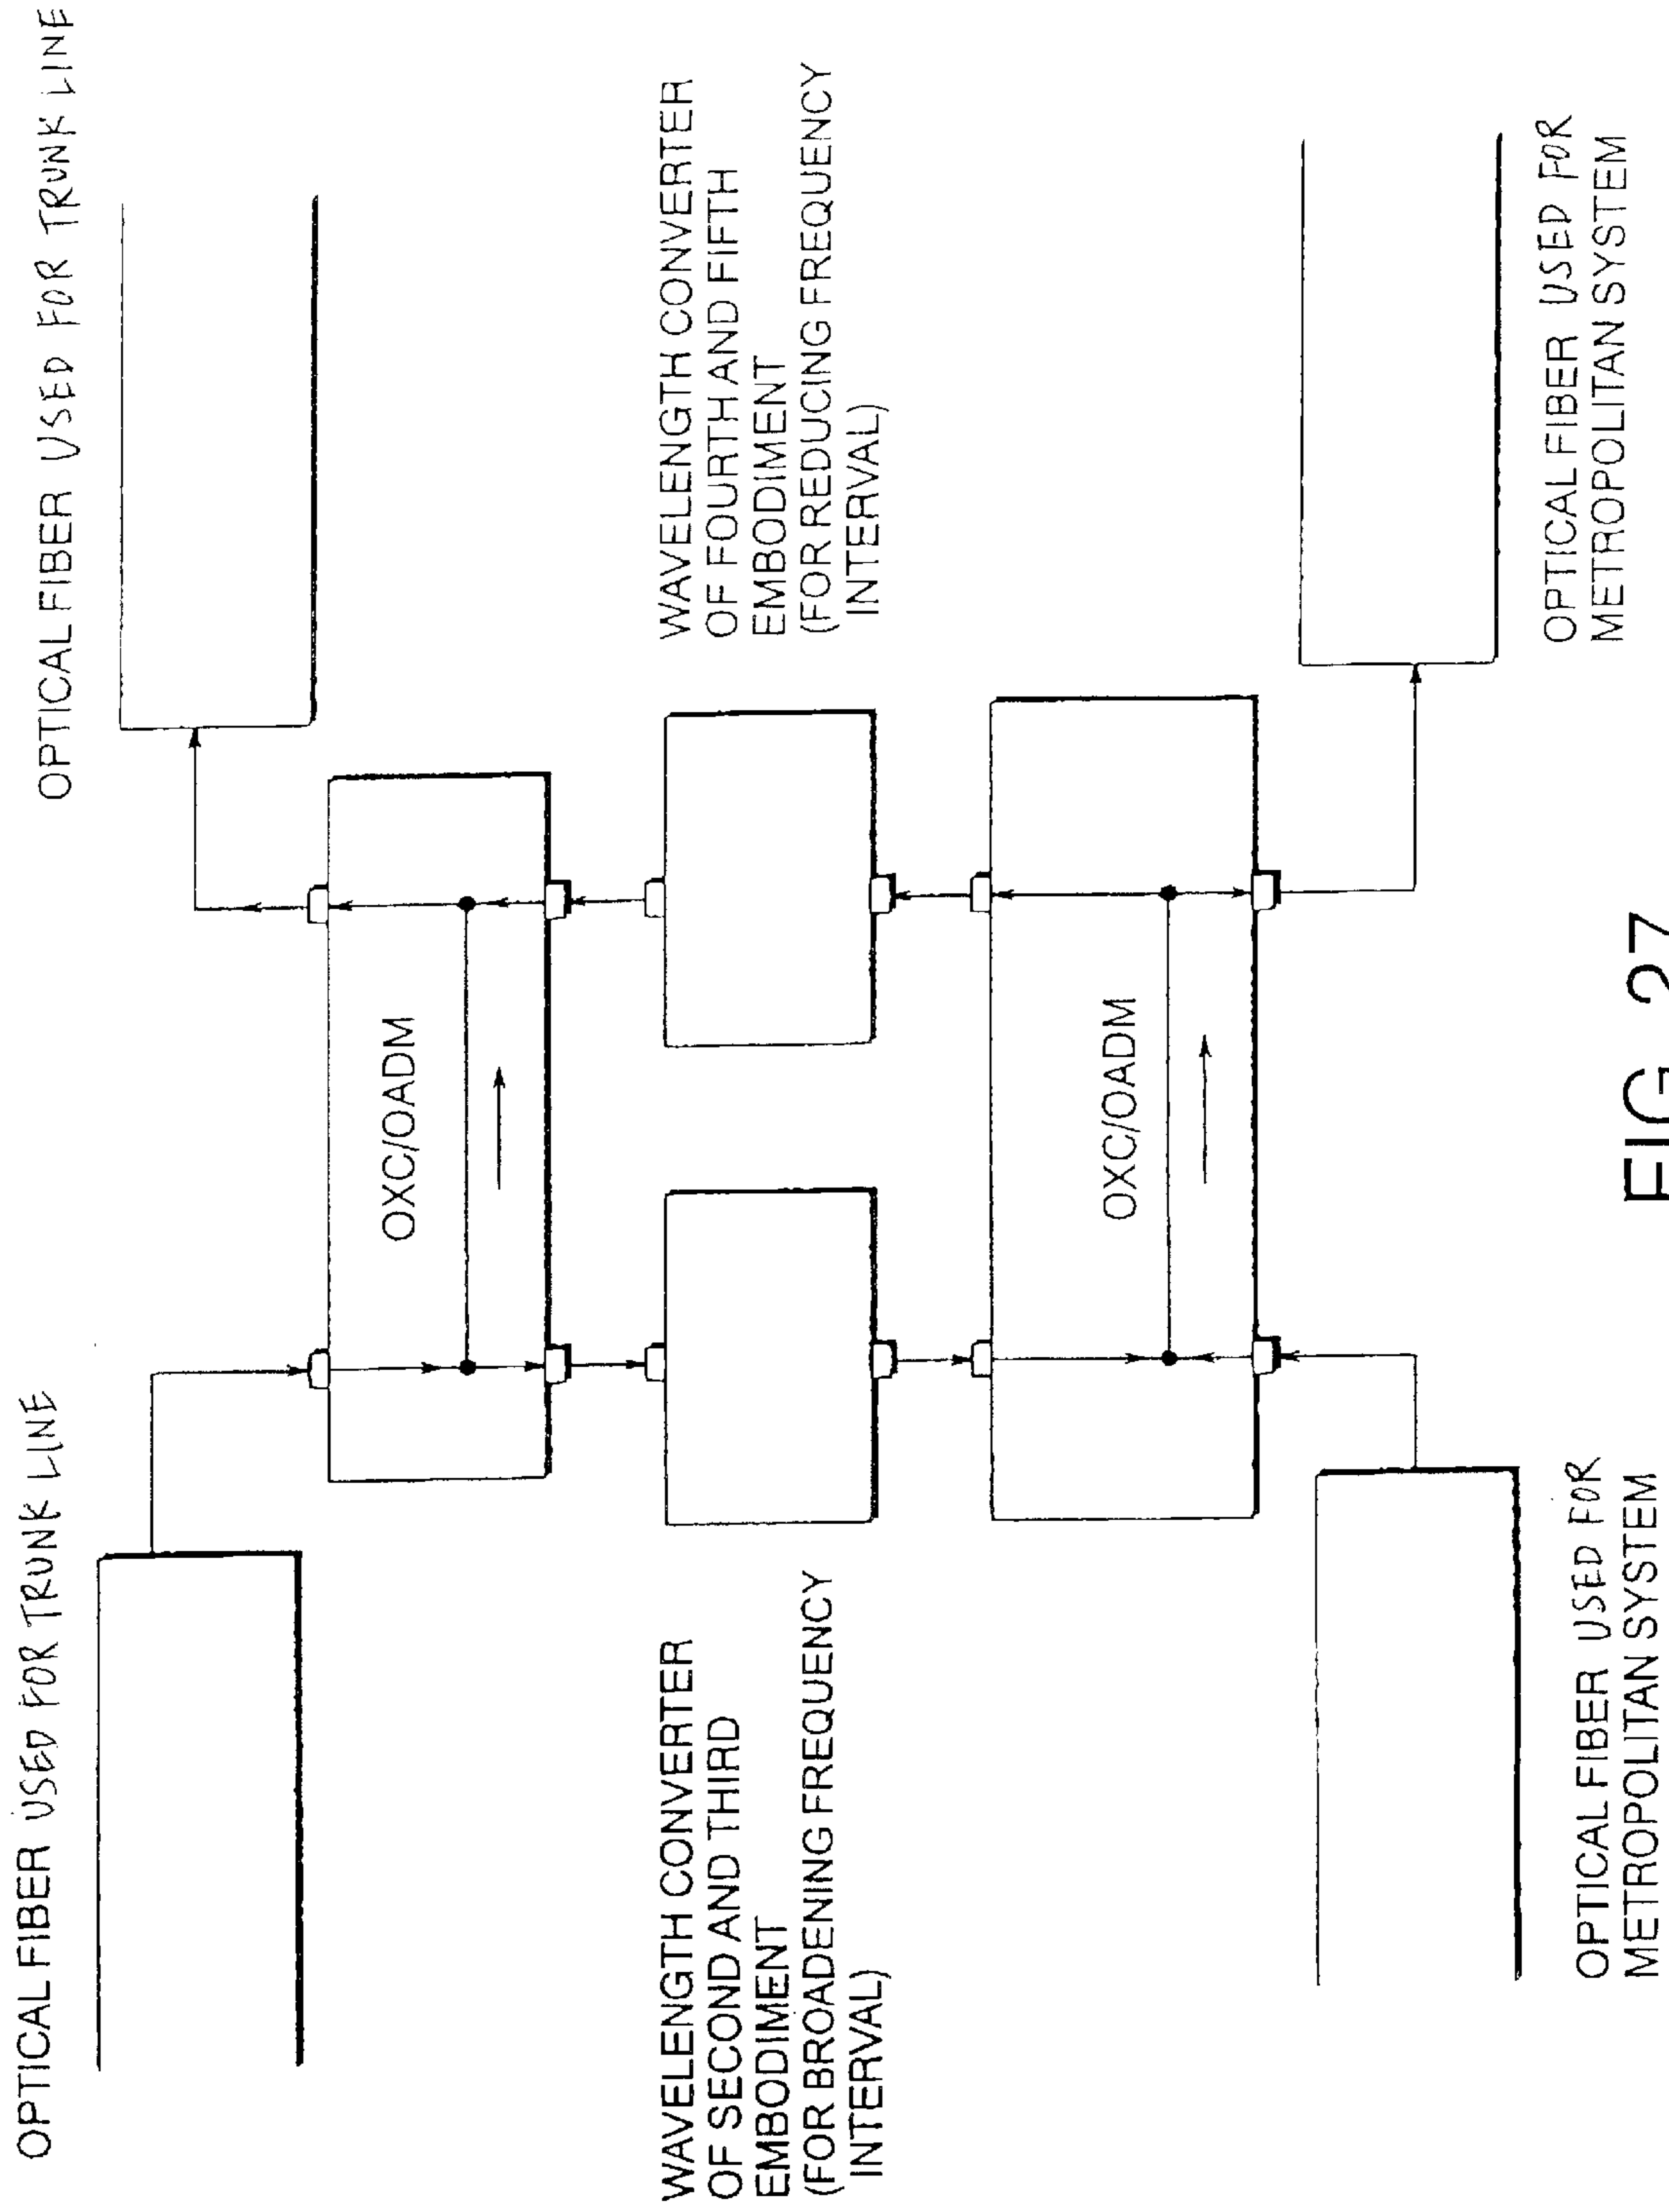 OPTICAL FIBER USED FOR TRUNK LINE
OPTICAL FIBER USED FOR TRUNK LINE
OXC/OADM
WAVELENGTH CONVERTER
OF SECOND AND THIRD
EMBODIMENT
(FOR BROADENING FREQUENCY
INTERVAL)
WAVELENGTH CONVERTER
OF FOURTH AND FIFTH
EMBODIMENT
(FOR REDUCING FREQUENCY
INTERVAL)
OXC/OADM
OPTICAL FIBER USED FOR
METROPOLITAN SYSTEM
OPTICAL FIBER USED FOR
METROPOLITAN SYSTEM
FIG. 27